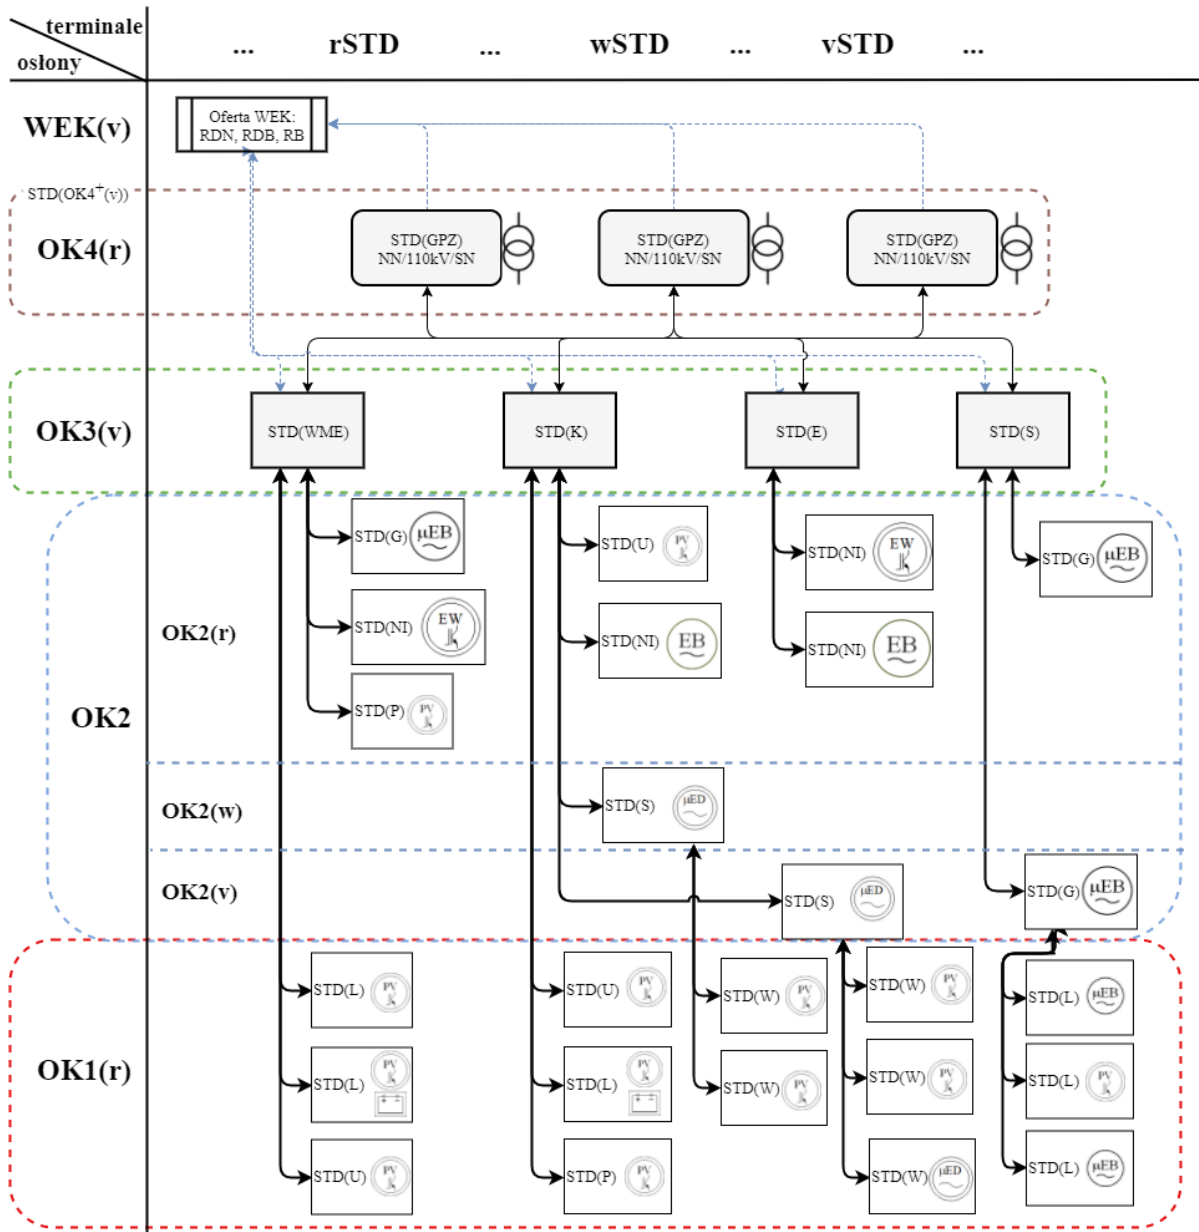 terminale
osłony
... rSTD ... wSTD ... vSTD ...
WEK(v)
Oferta WEK:
RDN, RDB, RB
STD(OK4+(v))
OK4(r)
STD(GPZ)
NN/110kV/SN
STD(GPZ)
NN/110kV/SN
STD(GPZ)
NN/110kV/SN
OK3(v)
STD(WME)
STD(K)
STD(E)
STD(S)
OK2
OK2(r)
STD(G) µEB
STD(U) PV
STD(NI) EW
STD(G) µEB
STD(NI) EW
STD(NI) EB
STD(NI) EB
STD(P) PV
OK2(w)
STD(S) µED
OK2(v)
STD(S) µED
STD(G) µEB
OK1(r)
STD(L) PV
STD(U) PV
STD(W) PV
STD(W) PV
STD(L) µEB
STD(L) PV
STD(L) PV
STD(W) PV
STD(W) PV
STD(L) PV
STD(U) PV
STD(P) PV
STD(W) µED
STD(L) µEB